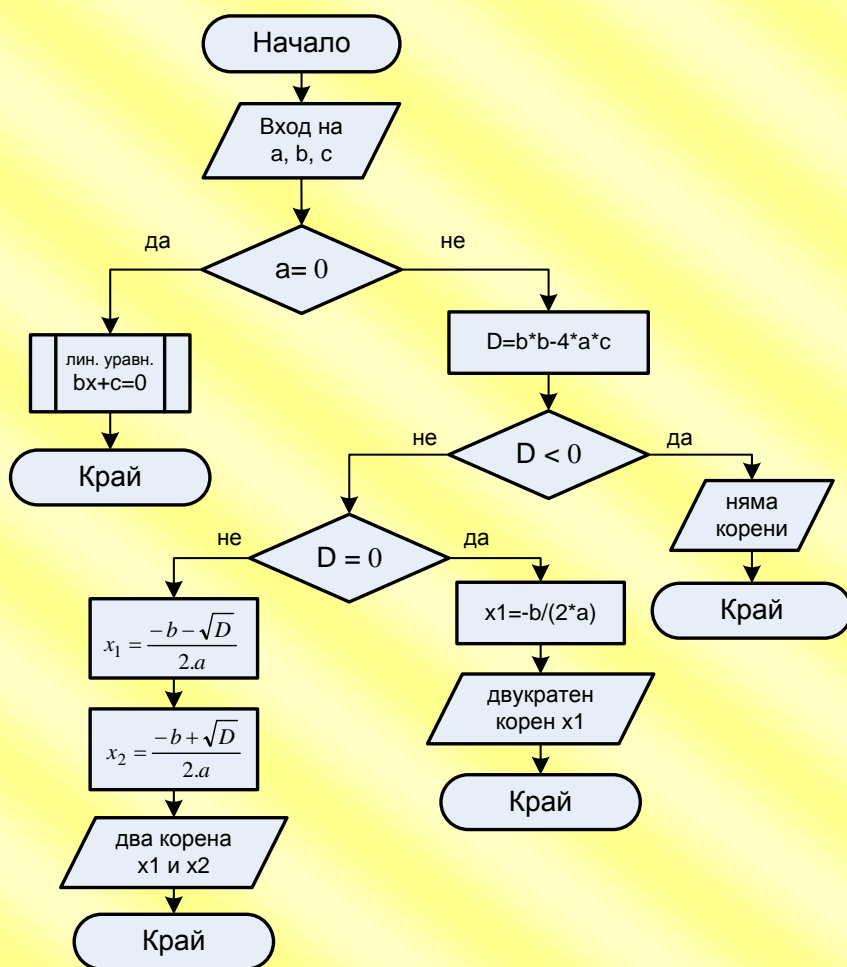 Начало
Вход на
a, b, c
да
не
a= 0
D=b*b-4*a*c
лин. уравн.
bx+c=0
Край
не
да
D < 0
няма
корени
Край
не
да
D = 0
x1=-b/(2*a)
x₁ = (-b - √D) / 2.a
двукратен
корен x1
x₂ = (-b + √D) / 2.a
Край
два корена
x1 и x2
Край